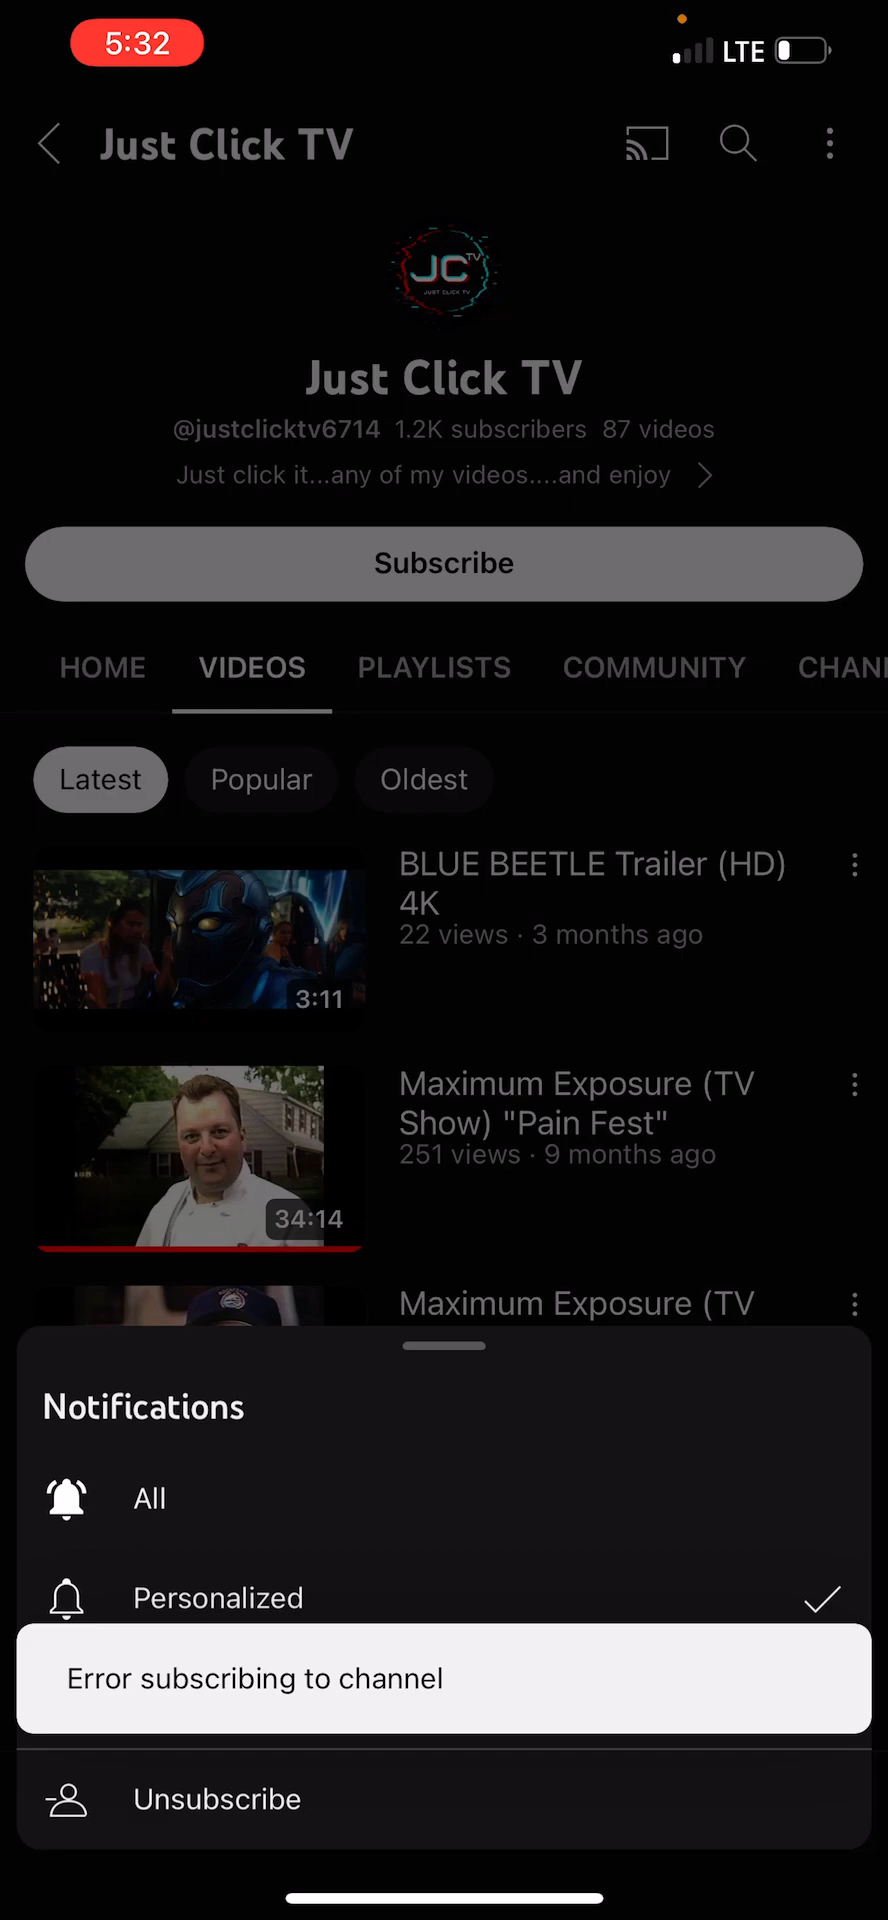 5:32
LTE
Just Click TV
JC TV
JUST CLICK TV
Just Click TV
@justclicktv6714 1.2K subscribers 87 videos
Just click it...any of my videos....and enjoy
Subscribe
HOME VIDEOS PLAYLISTS COMMUNITY CHAN
Latest Popular Oldest
BLUE BEETLE Trailer (HD)
4K
22 views · 3 months ago
3:11
Maximum Exposure (TV
Show) "Pain Fest"
251 views · 9 months ago
34:14
Maximum Exposure (TV
Notifications
All
Personalized
Error subscribing to channel
Unsubscribe